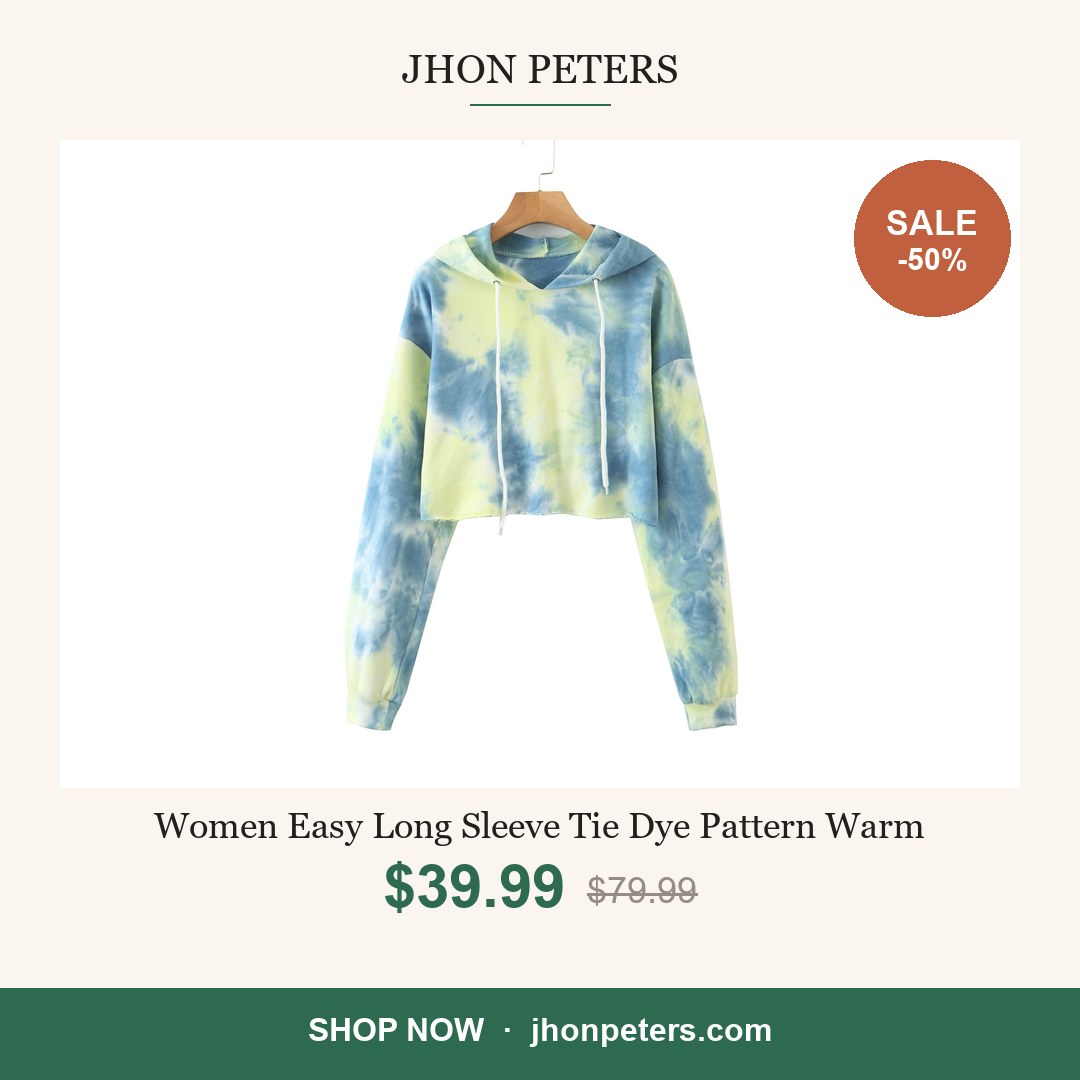 JHON PETERS
SALE
-50%
Women Easy Long Sleeve Tie Dye Pattern Warm
$39.99 $79.99
SHOP NOW · jhonpeters.com